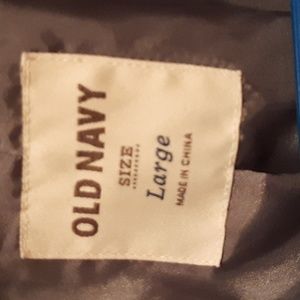 OLD NAVY
SIZE
Large
MADE IN CHINA